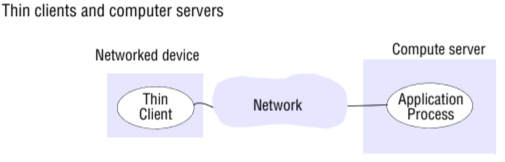 Thin clients and computer servers
Networked device
Compute server
Thin
Client
Network
Application
Process